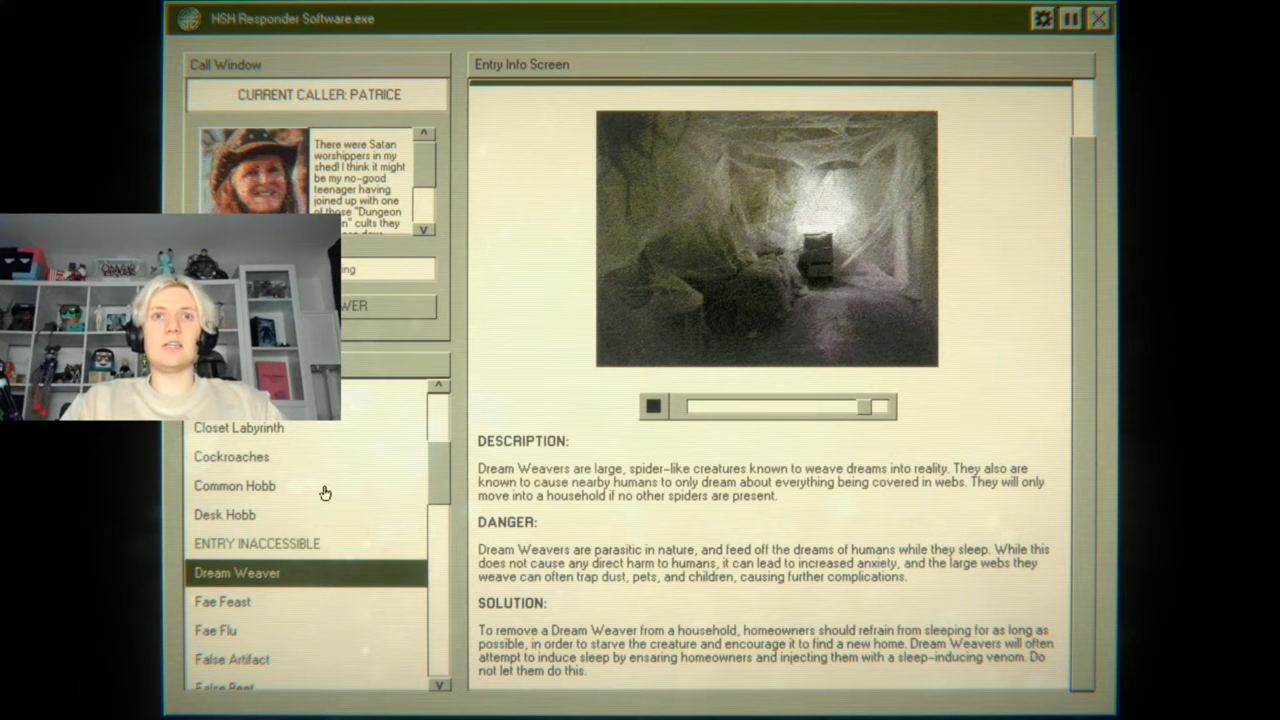 HSH Responder Software.exe
Call Window
CURRENT CALLER: PATRICE
There were Satan
worshippers in my
shed! I think it might
be my no-good
teenager having
joined up with one
of those "Dungeon
cults they
Closet Labyrinth
Cockroaches
Common Hobb
Desk Hobb
ENTRY INACCESSIBLE
Dream Weaver
Fae Feast
Fae Flu
False Artifact
Entry Info Screen
DESCRIPTION:
Dream Weavers are large, spider-like creatures known to weave dreams into reality. They also are
known to cause nearby humans to only dream about everything being covered in webs. They will only
move into a household if no other spiders are present.
DANGER:
Dream Weavers are parasitic in nature, and feed off the dreams of humans while they sleep. While this
does not cause any direct harm to humans, it can lead to increased anxiety, and the large webs they
weave can often trap dust, pets, and children, causing further complications.
SOLUTION:
To remove a Dream Weaver from a household, homeowners should refrain from sleeping for as long as
possible, in order to starve the creature and encourage it to find a new home. Dream Weavers will often
attempt to induce sleep by ensaring homeowners and injecting them with a sleep-inducing venom. Do
not let them do this.